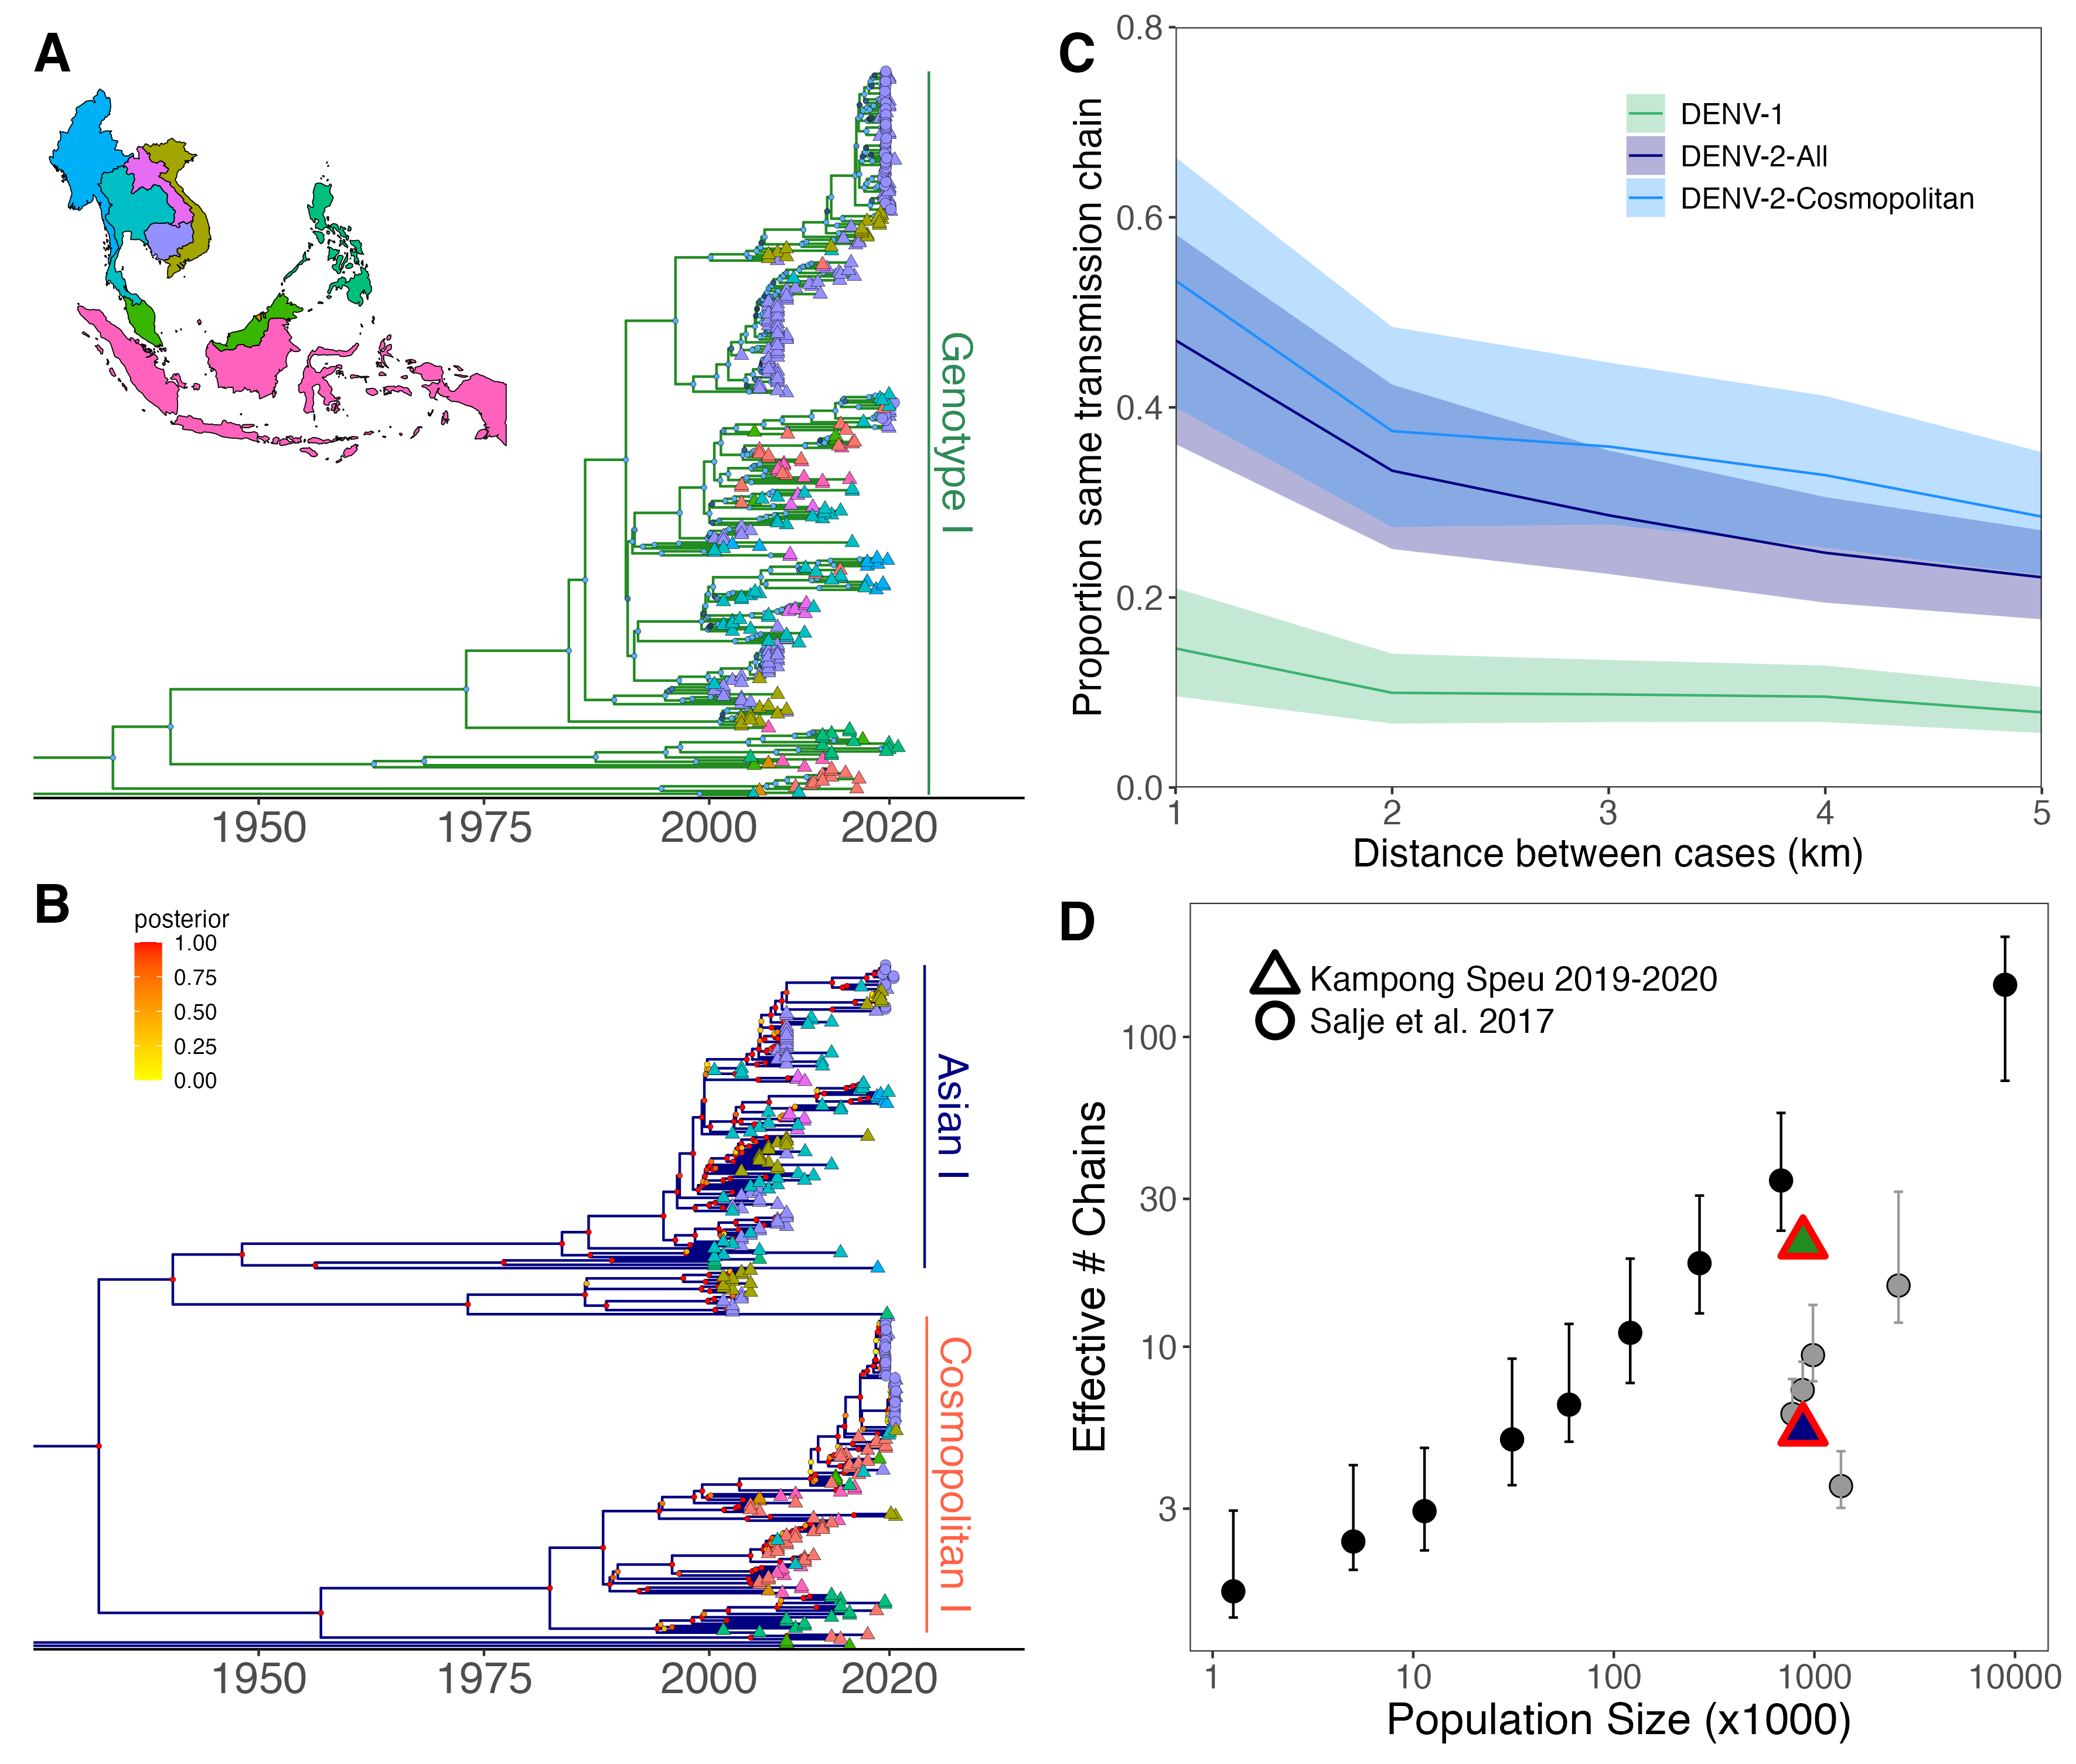 A
Genotype I
1950 1975 2000 2020
B
posterior
1.00
0.75
0.50
0.25
0.00
Asian I
Cosmopolitan I
1950 1975 2000 2020
C
Proportion same transmission chain
0.8
0.6
0.4
0.2
0.0
DENV-1
DENV-2-All
DENV-2-Cosmopolitan
1 2 3 4 5
Distance between cases (km)
D
Effective # Chains
100
30
10
3
Kampong Speu 2019-2020
Salje et al. 2017
1 10 100 1000 10000
Population Size (x1000)